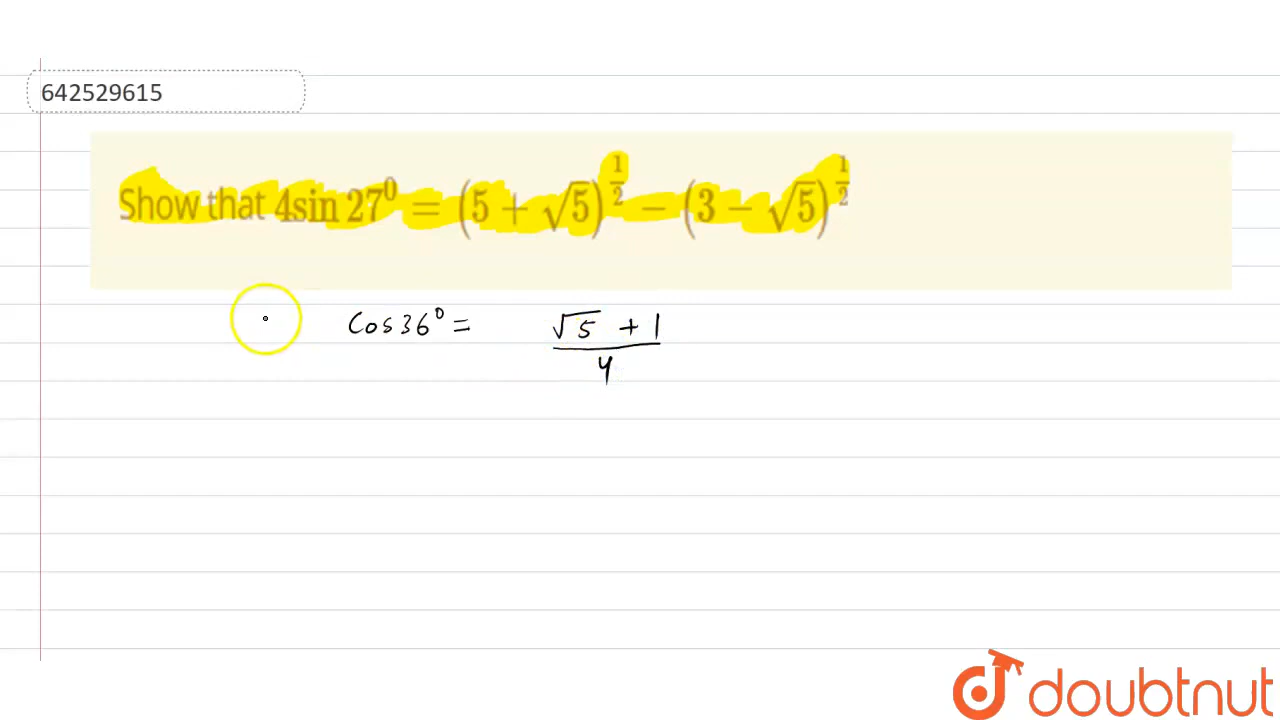 642529615
Show that 4sin 27⁰ = (5 + √5)^{1/2} − (3 − √5)^{1/2}
Cos 36⁰ = (√5 + 1)/4
doubtnut